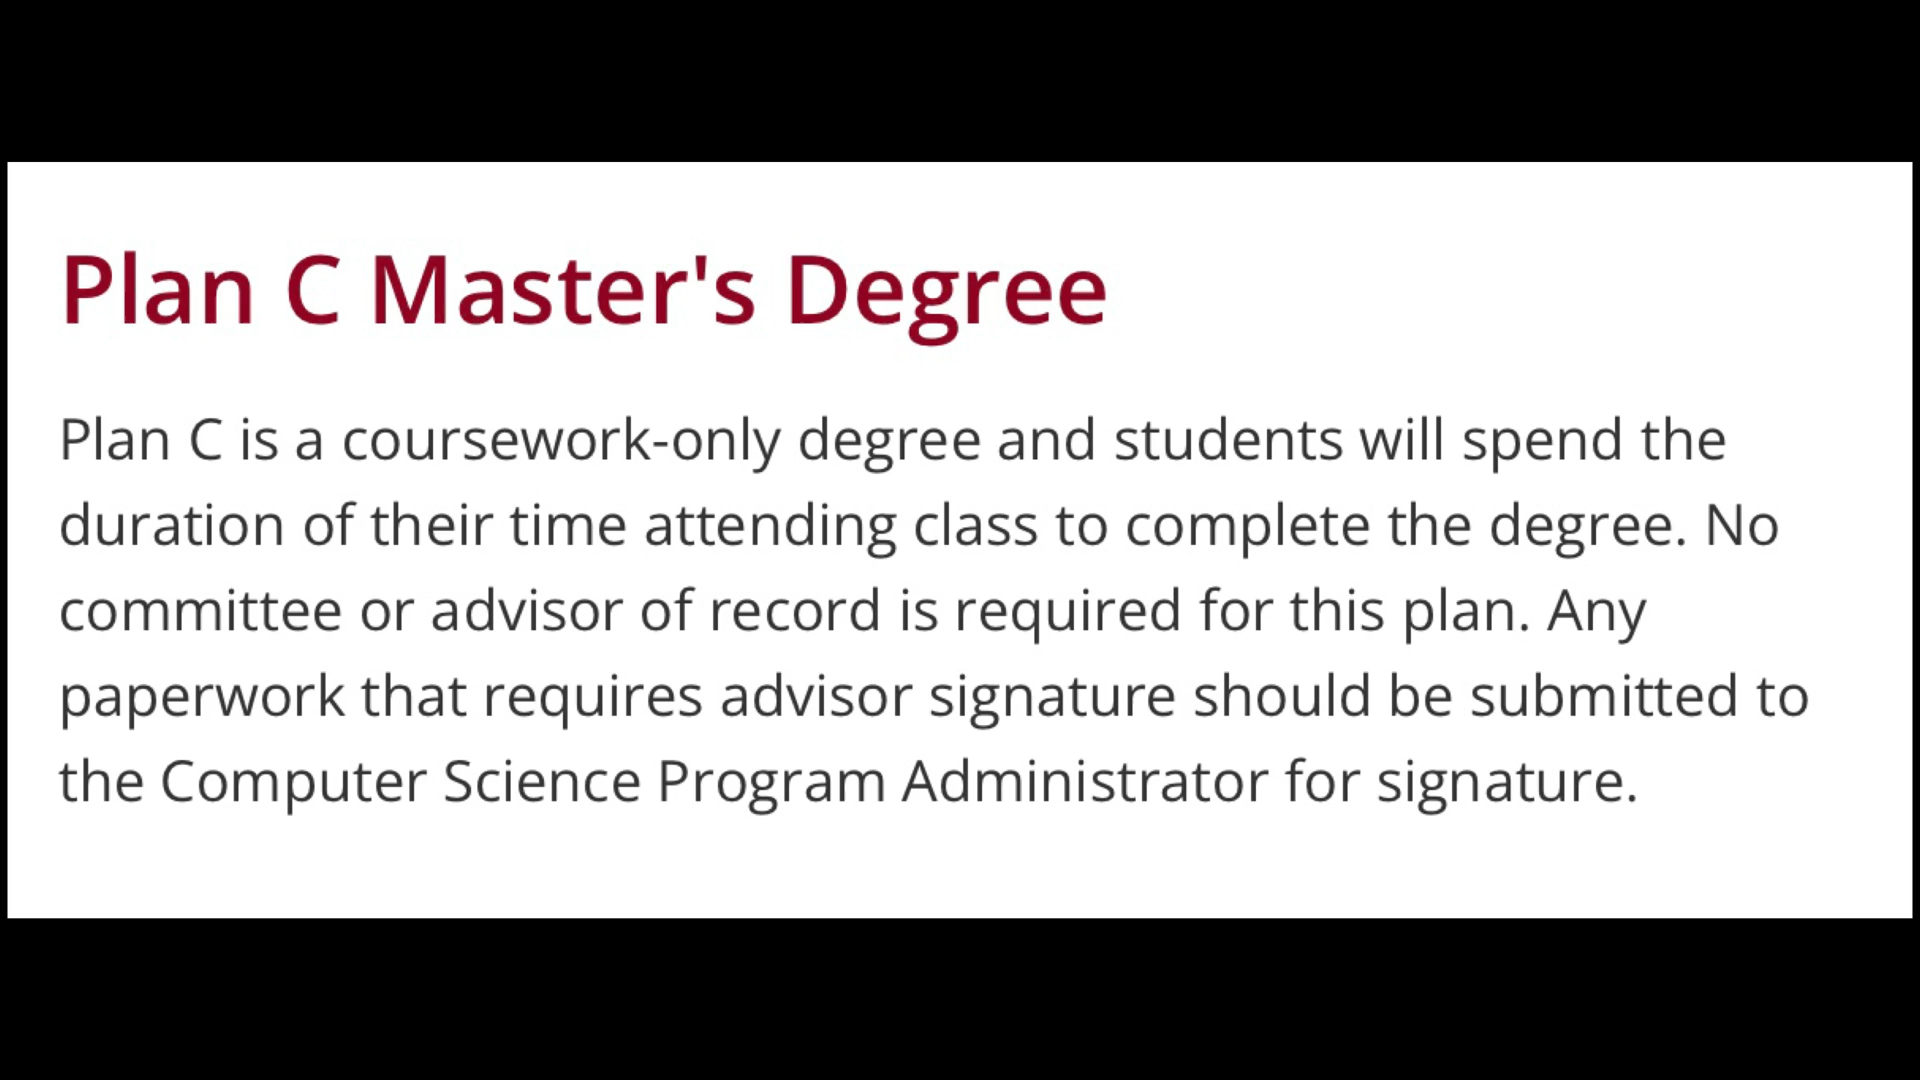 Plan C Master's Degree
Plan C is a coursework-only degree and students will spend the
duration of their time attending class to complete the degree. No
committee or advisor of record is required for this plan. Any
paperwork that requires advisor signature should be submitted to
the Computer Science Program Administrator for signature.